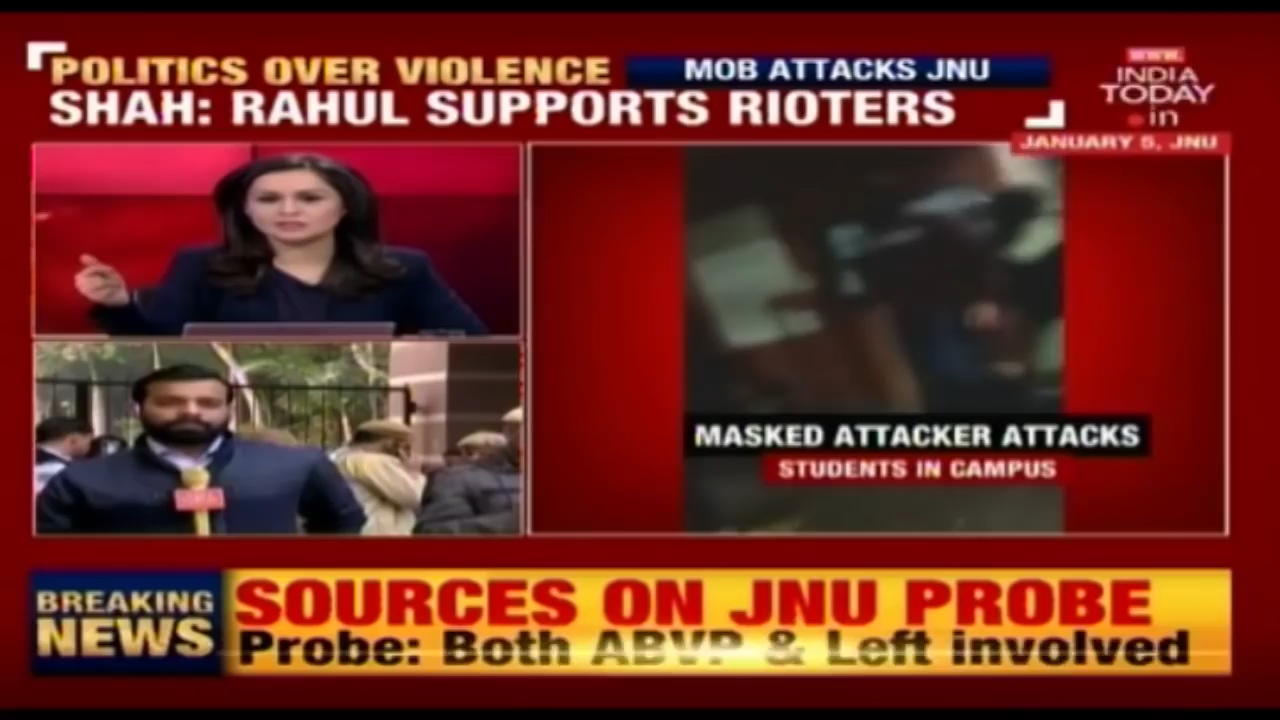 POLITICS OVER VIOLENCE
MOB ATTACKS JNU
SHAH: RAHUL SUPPORTS RIOTERS
www.
INDIA
TODAY
.in
JANUARY 5, JNU
MASKED ATTACKER ATTACKS
STUDENTS IN CAMPUS
BREAKING
NEWS
SOURCES ON JNU PROBE
Probe: Both ABVP & Left involved